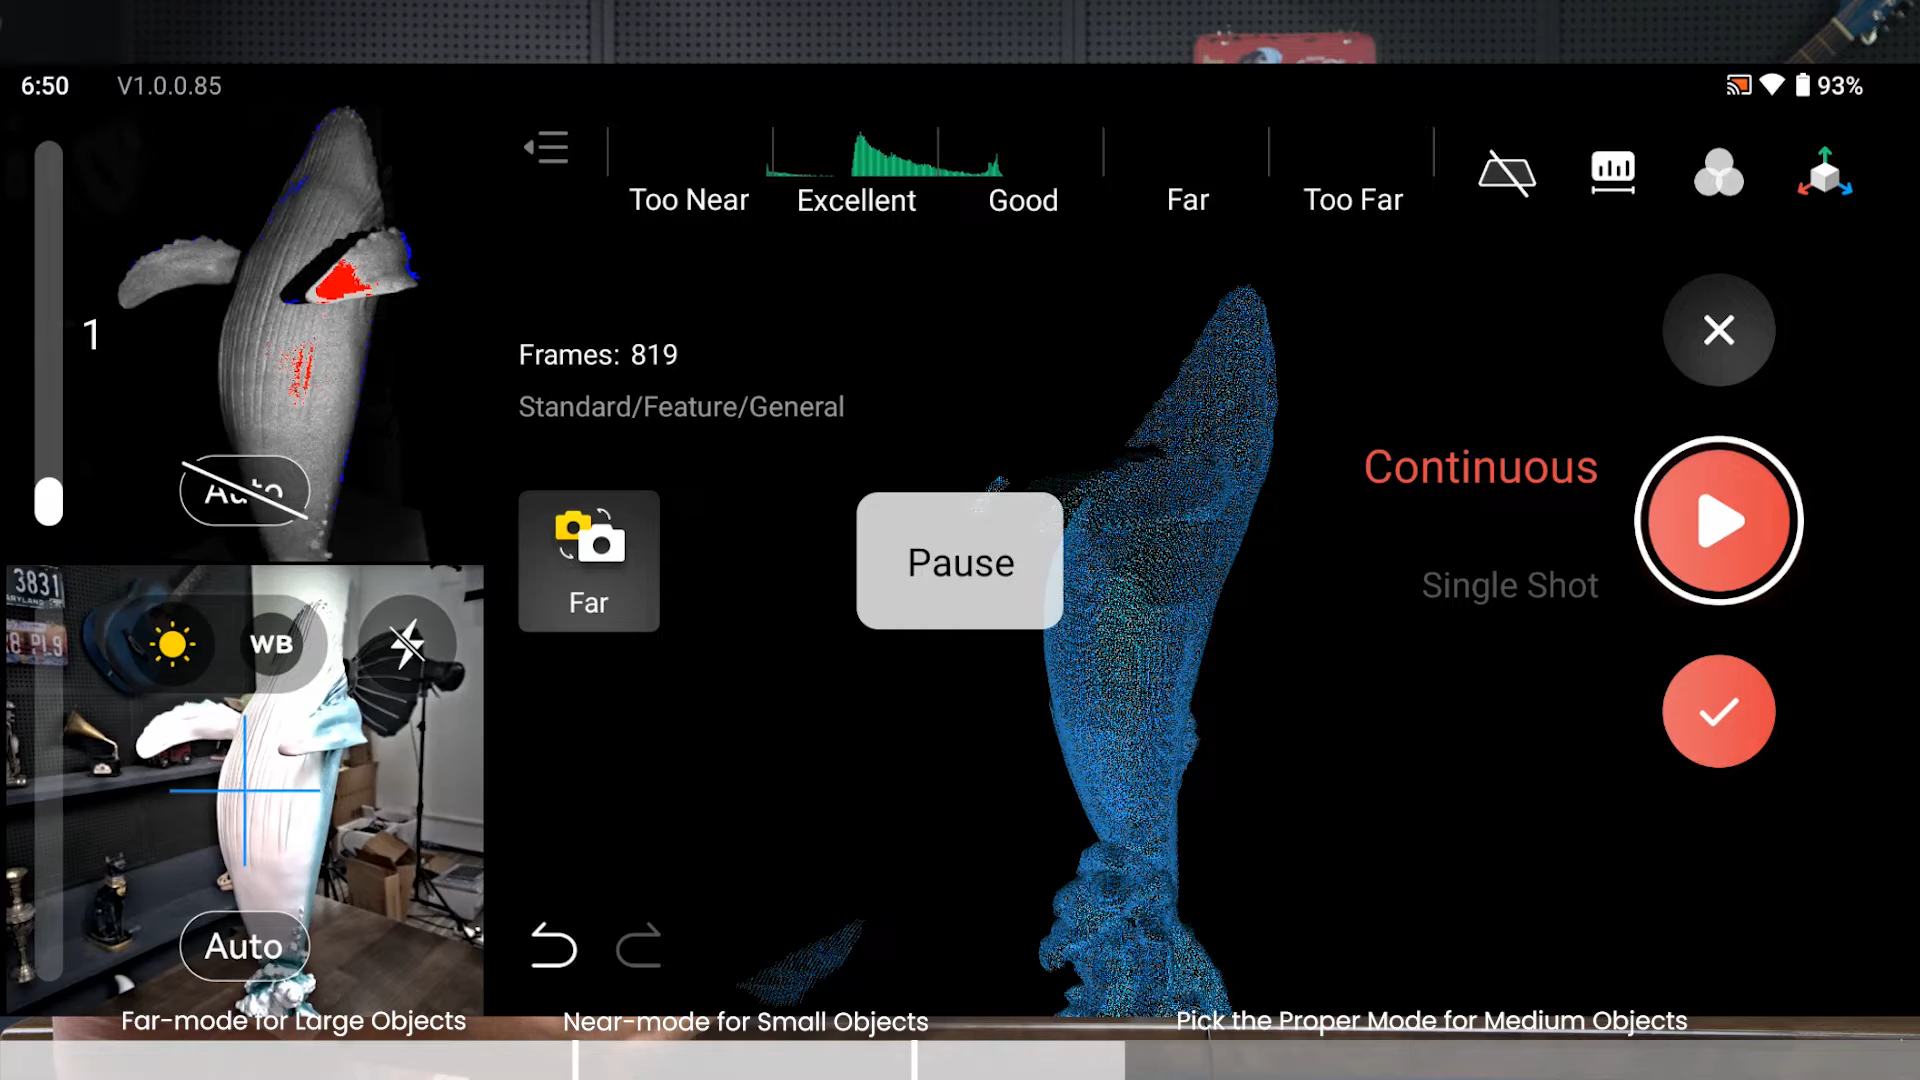 6:50 V1.0.0.85 93%
Too Near Excellent Good Far Too Far
1
Frames: 819
Standard/Feature/General
Auto
Continuous
Far
Pause
Single Shot
3831
WB
Auto
Far-mode for Large Objects Near-mode for Small Objects Pick the Proper Mode for Medium Objects